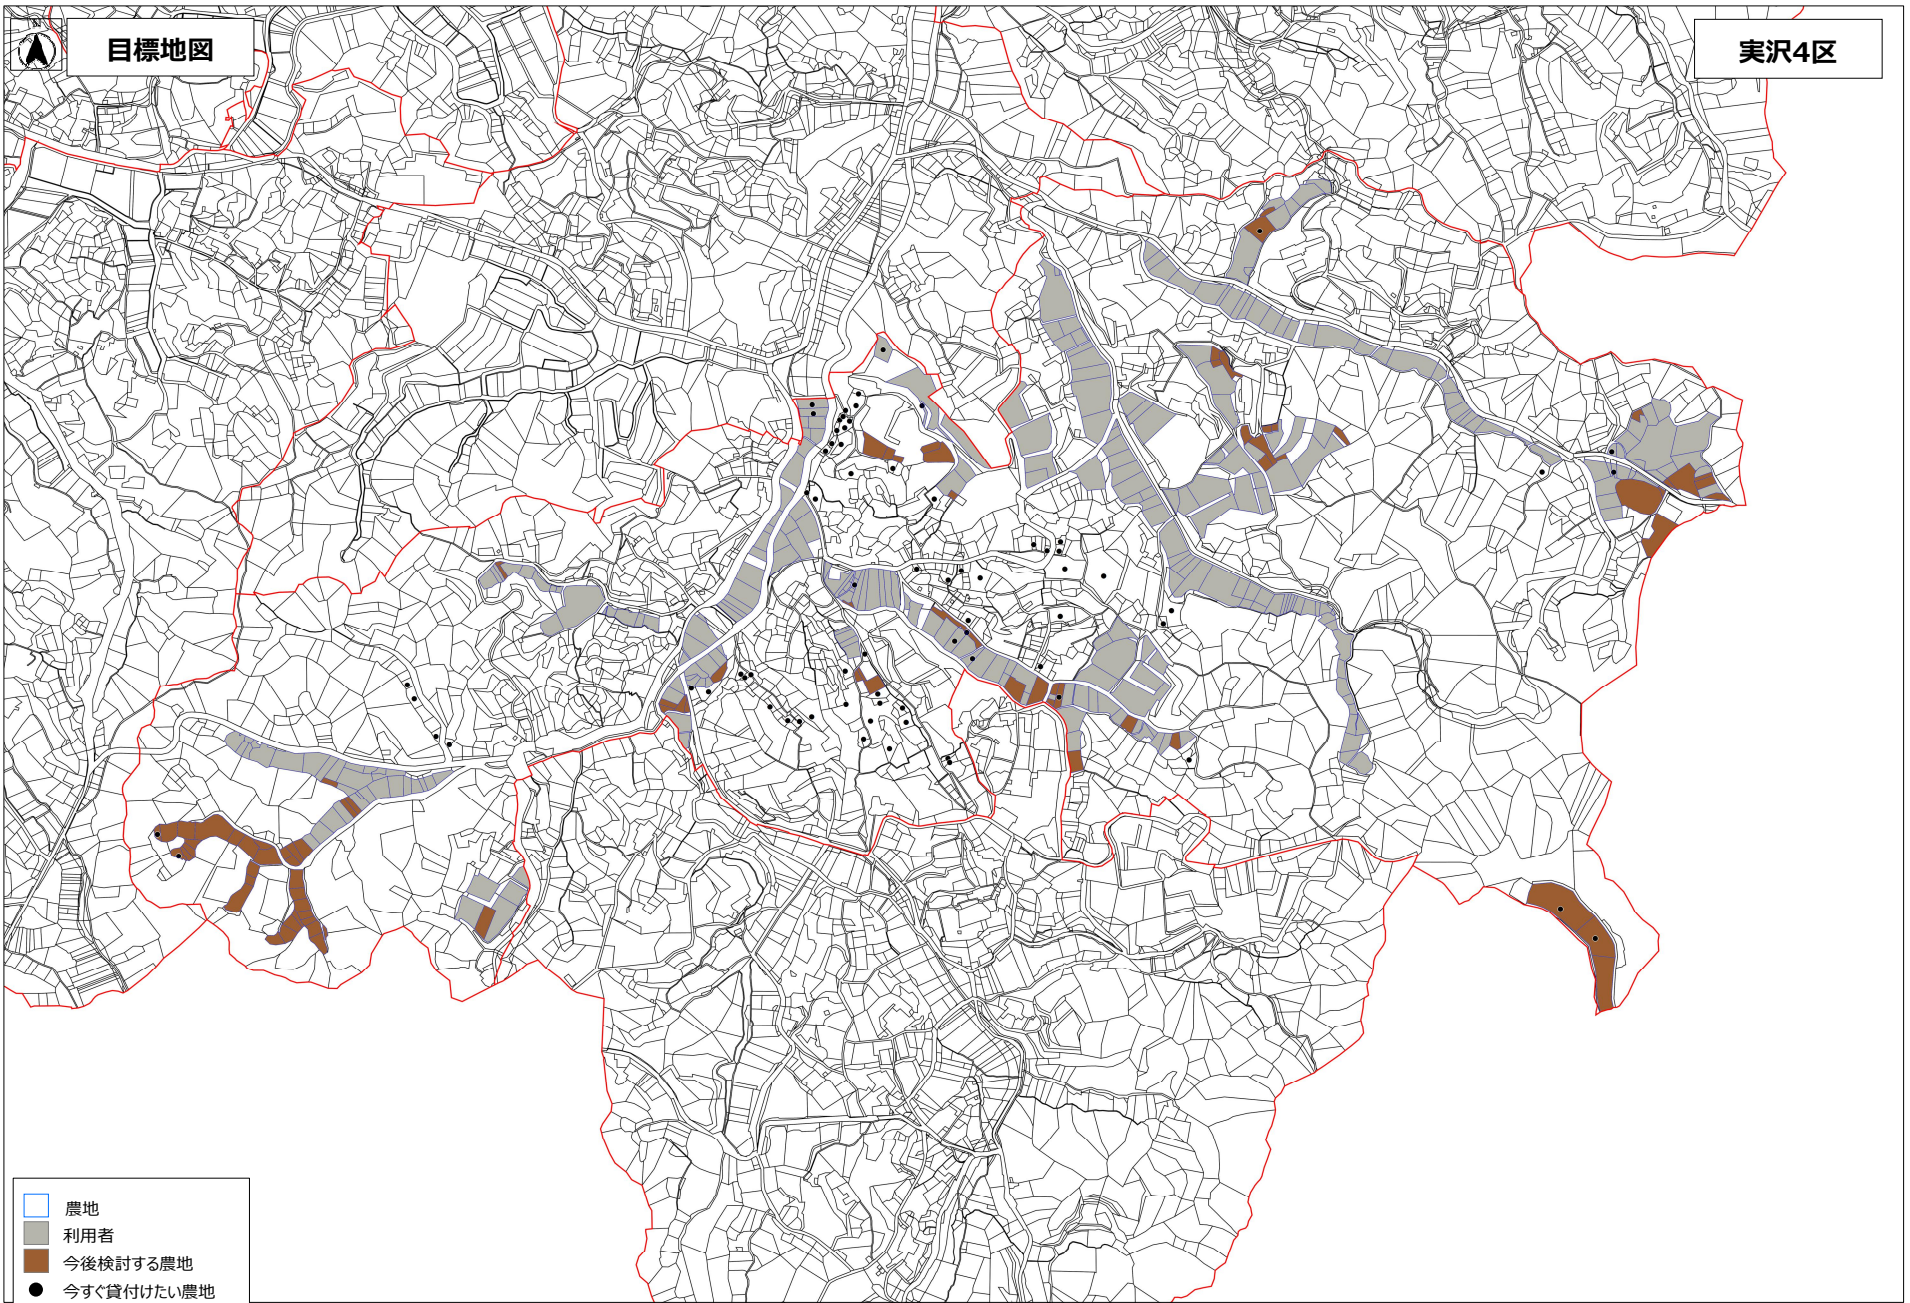 目標地図
実沢4区
農地
利用者
今後検討する農地
今すぐ貸付けたい農地